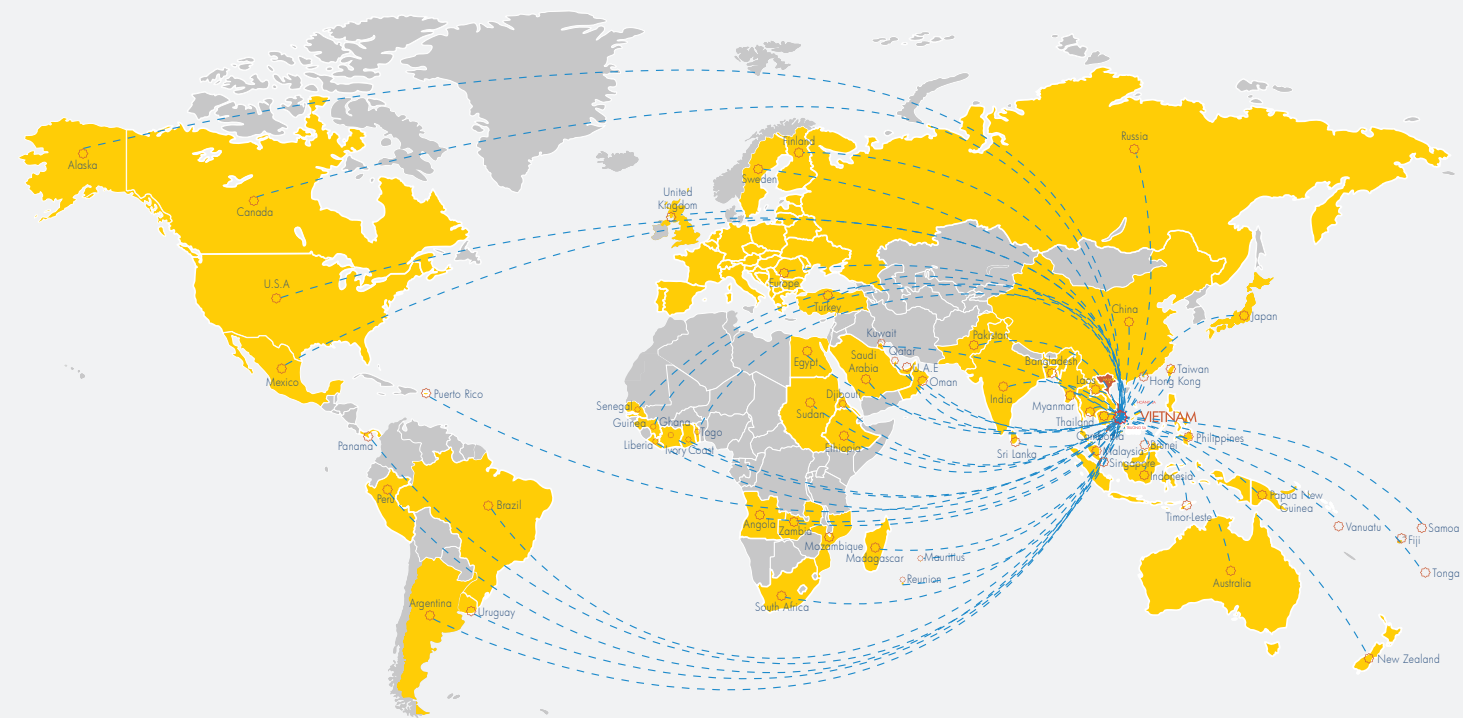 Alaska
Canada
U.S.A
Mexico
Puerto Rico
Panama
Peru
Brazil
Argentina
Uruguay
Finland
Sweden
United
Kingdom
Europe
Turkey
Russia
China
Japan
Kuwait
Qatar
U.A.E
Oman
Saudi
Arabia
Pakistan
Bangladesh
India
Sri Lanka
Myanmar
Laos
Thailand
Cambodia
Taiwan
Hong Kong
VIETNAM
Philippines
Brunei
Malaysia
Singapore
Indonesia
Timor-Leste
Papua New
Guinea
Vanuatu
Samoa
Fiji
Tonga
Australia
New Zealand
Egypt
Sudan
Djibouti
Ethiopia
Senegal
Guinea
Liberia
Ghana
Ivory Coast
Togo
Angola
Zambia
Mozambique
Madagascar
Mauritius
Reunion
South Africa